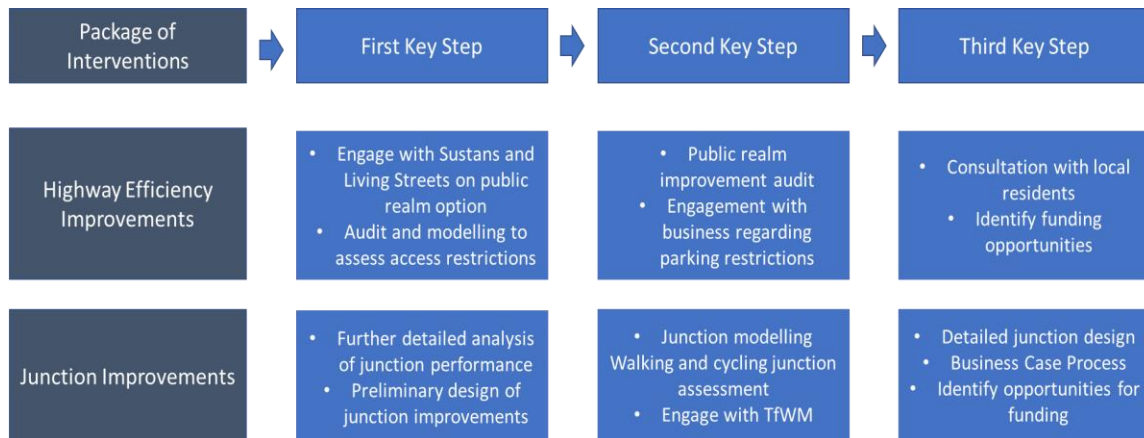 Package of
Interventions
First Key Step
Second Key Step
Third Key Step
Highway Efficiency
Improvements
• Engage with Sustans and
Living Streets on public
realm option
• Audit and modelling to
assess access restrictions
• Public realm
improvement audit
• Engagement with
business regarding
parking restrictions
• Consultation with local
residents
• Identify funding
opportunities
Junction Improvements
• Further detailed analysis
of junction performance
• Preliminary design of
junction improvements
• Junction modelling
Walking and cycling junction
assessment
• Engage with TfWM
• Detailed junction design
• Business Case Process
• Identify opportunities for
funding